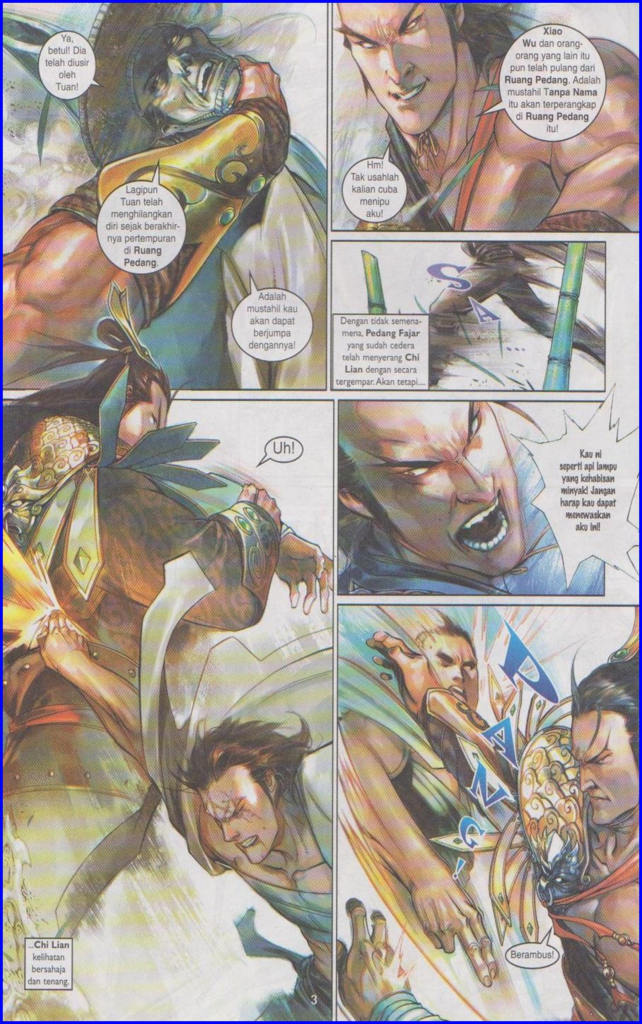 Ya,
betul! Dia
telah diusir
oleh
Tuan!
Lagipun
Tuan telah
menghilangkan
diri sejak berakhir-
nya pertempuran
di Ruang
Pedang.
Adalah
mustahil kau
akan dapat
berjumpa
dengannya!
Xiao
Wu dan orang-
orang yang lain itu
pun telah pulang dari
Ruang Pedang. Adalah
mustahil Tanpa Nama
itu akan terperangkap
di Ruang Pedang
itu!
Hm!
Tak usahlah
kalian cuba
menipu
aku!
SA....
Dengan tidak semena-
mena, Pedang Fajar
yang sudah cedera
telah menyerang Chi
Lian dengan secara
tergempar. Akan tetapi....
Uh!
...Chi Lian
kelihatan
bersahaja
dan tenang.
Kau ni
seperti api lampu
yang kehabisan
minyak! Jangan
harap kau dapat
menewaskan
aku ini!
PANG!
Berambus!
3